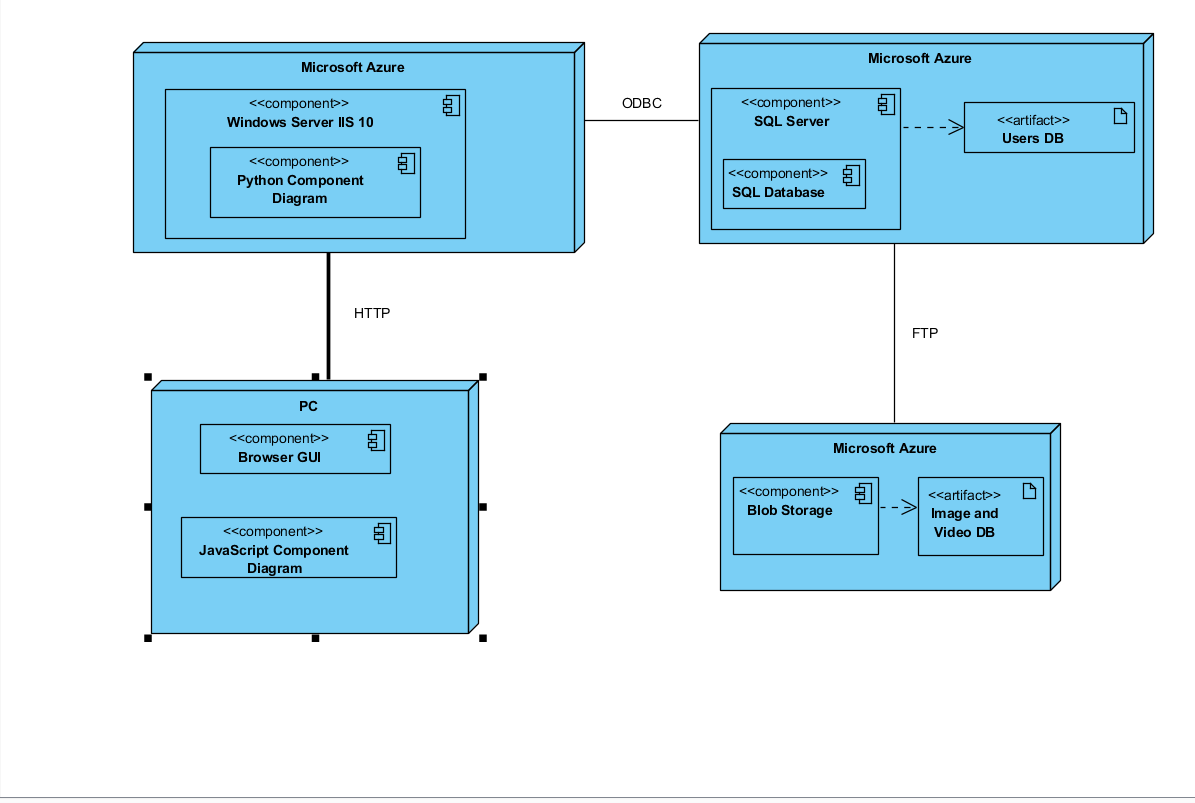 Microsoft Azure
<<component>>
Windows Server IIS 10
<<component>>
Python Component
Diagram
ODBC
Microsoft Azure
<<component>>
SQL Server
<<component>>
SQL Database
<<artifact>>
Users DB
HTTP
FTP
PC
<<component>>
Browser GUI
<<component>>
JavaScript Component
Diagram
Microsoft Azure
<<component>>
Blob Storage
<<artifact>>
Image and
Video DB